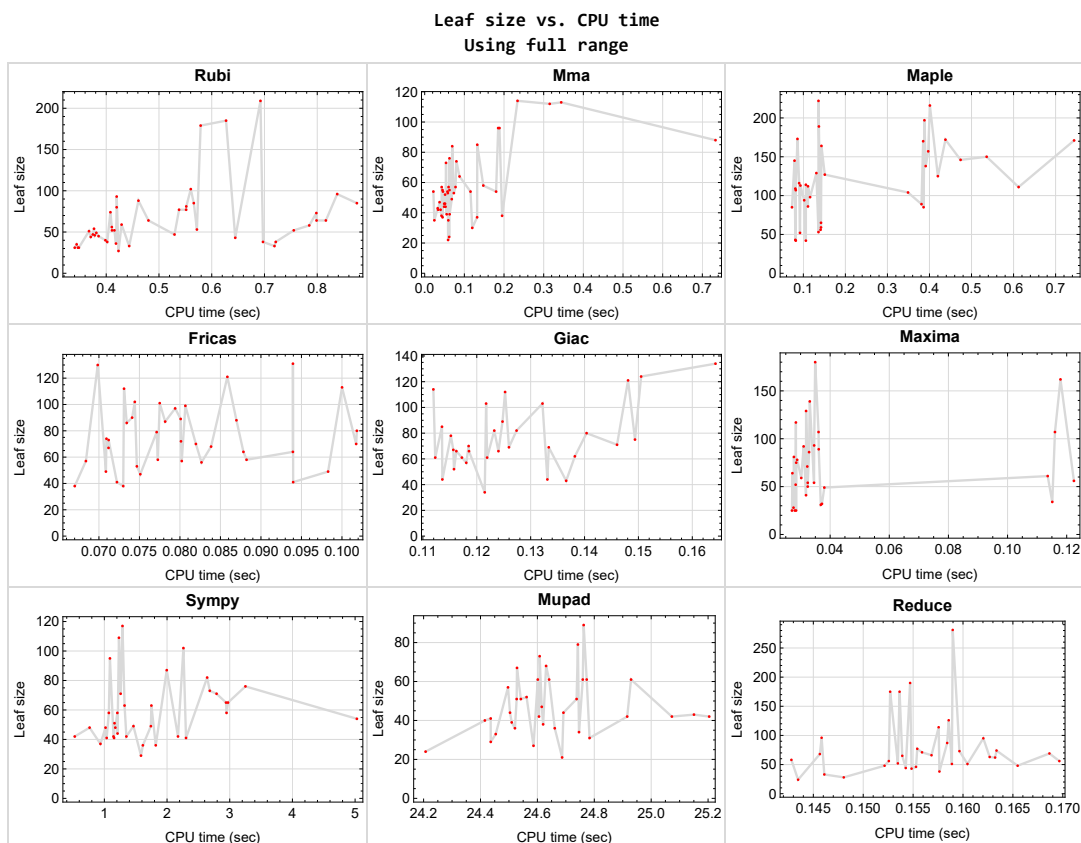 Leaf size vs. CPU time
Using full range
Rubi
Leaf size
200
150
100
50
0
0.4 0.5 0.6 0.7 0.8
CPU time (sec)
Mma
Leaf size
120
100
80
60
40
20
0
0.0 0.1 0.2 0.3 0.4 0.5 0.6 0.7
CPU time (sec)
Maple
Leaf size
200
150
100
50
0
0.1 0.2 0.3 0.4 0.5 0.6 0.7
CPU time (sec)
Fricas
Leaf size
120
100
80
60
40
20
0
0.070 0.075 0.080 0.085 0.090 0.095 0.100
CPU time (sec)
Giac
Leaf size
140
120
100
80
60
40
20
0
0.11 0.12 0.13 0.14 0.15 0.16
CPU time (sec)
Maxima
Leaf size
150
100
50
0
0.04 0.06 0.08 0.10 0.12
CPU time (sec)
Sympy
Leaf size
120
100
80
60
40
20
0
1 2 3 4 5
CPU time (sec)
Mupad
Leaf size
80
60
40
20
0
24.2 24.4 24.6 24.8 25.0 25.2
CPU time (sec)
Reduce
Leaf size
250
200
150
100
50
0
0.145 0.150 0.155 0.160 0.165 0.170
CPU time (sec)